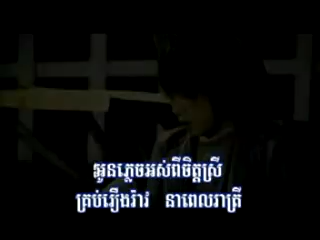 អូនភ្លេចអស់ពីចិត្តស្រី
គ្រប់រឿងរ៉ាវ នាពេលរាត្រី